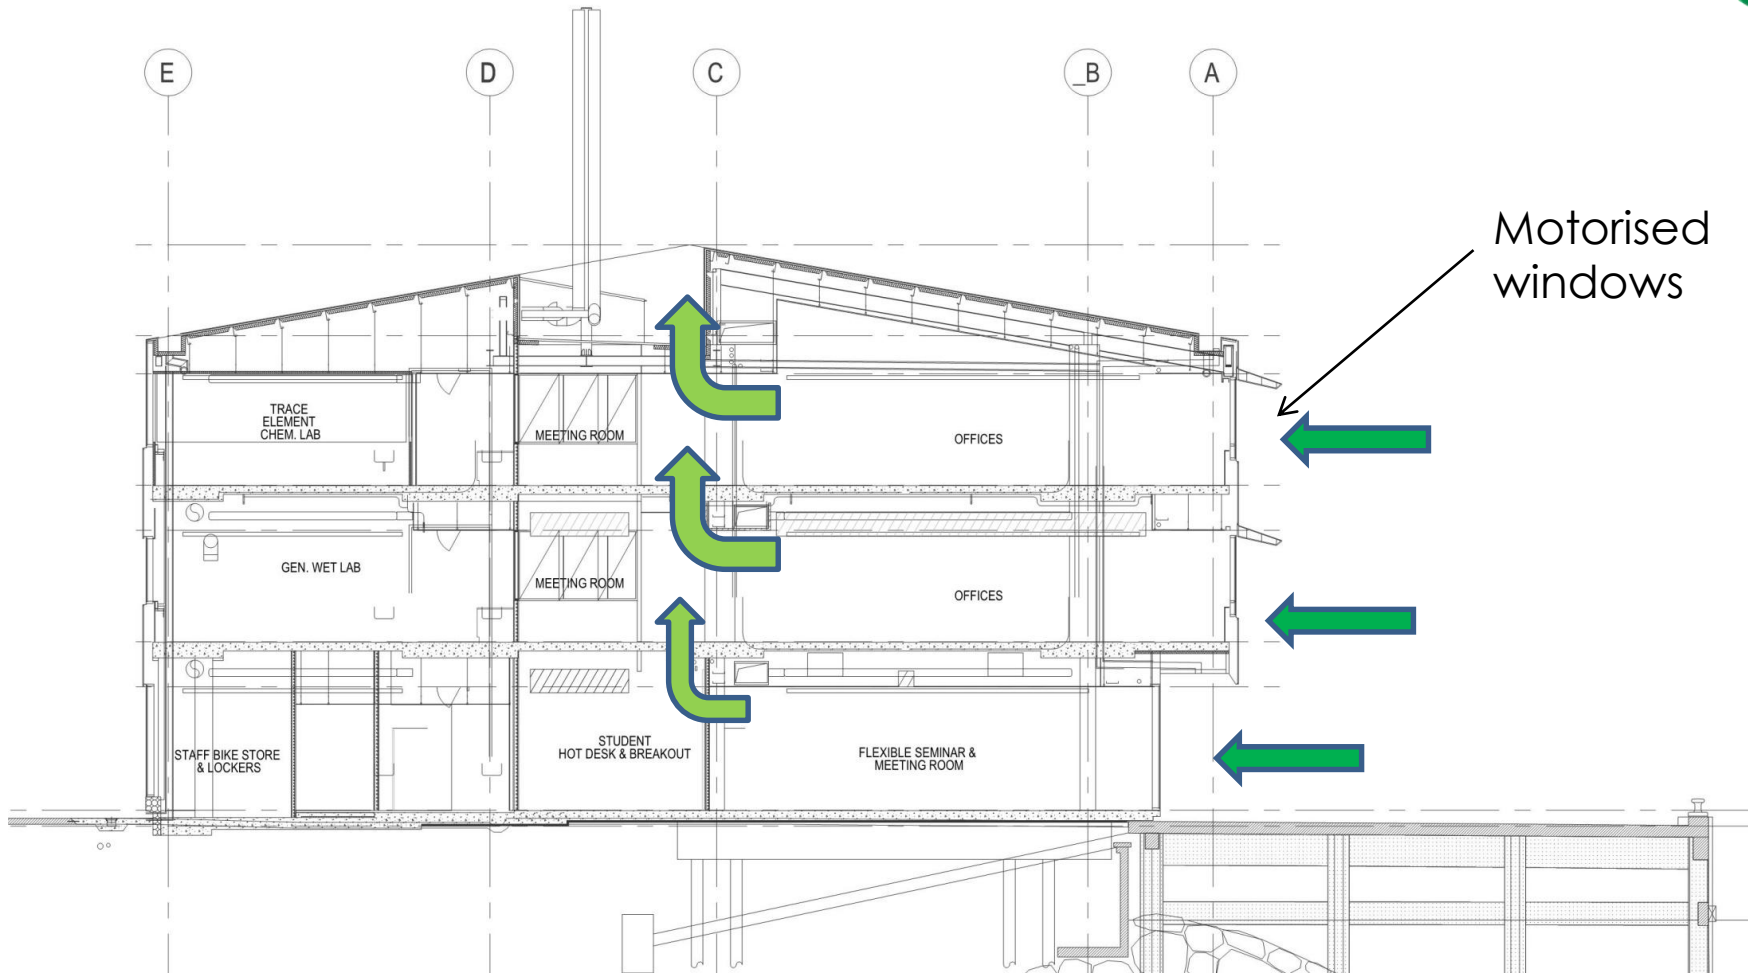 E
D
C
_B
A
Motorised
windows
TRACE
ELEMENT
CHEM. LAB
MEETING ROOM
OFFICES
GEN. WET LAB
MEETING ROOM
OFFICES
STAFF BIKE STORE
& LOCKERS
STUDENT
HOT DESK & BREAKOUT
FLEXIBLE SEMINAR &
MEETING ROOM